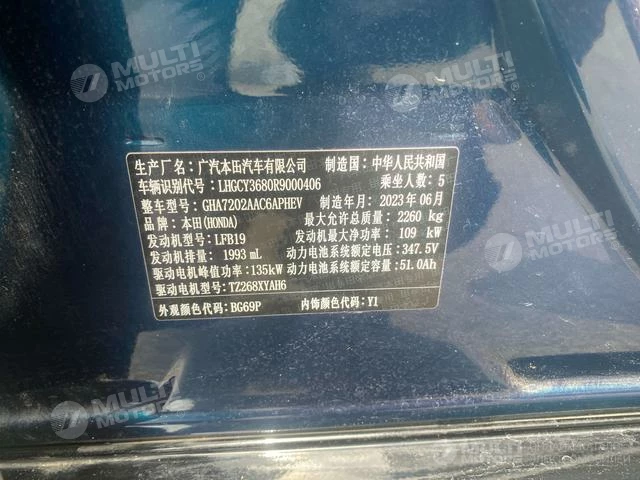 MULTI MOTORS®
MULTI MOTORS®
生产厂名：广汽本田汽车有限公司 制造国：中华人民共和国
车辆识别代号：LHGCY3680R9000406 乘坐人数：5
整车型号：GHA7202AAC6APHEV 制造年月：2023年06月
品牌：本田(HONDA) 最大允许总质量：2260 kg
发动机型号：LFB19 发动机最大净功率：109 kW
发动机排量：1993 mL 动力电池系统额定电压：347.5V
驱动电机峰值功率：135kW 动力电池系统额定容量：51.0Ah
驱动电机型号：TZ268XYAH6
外观颜色代码：BG69P 内饰颜色代码：YI
MULTI MOTORS
MULTI MOTORS